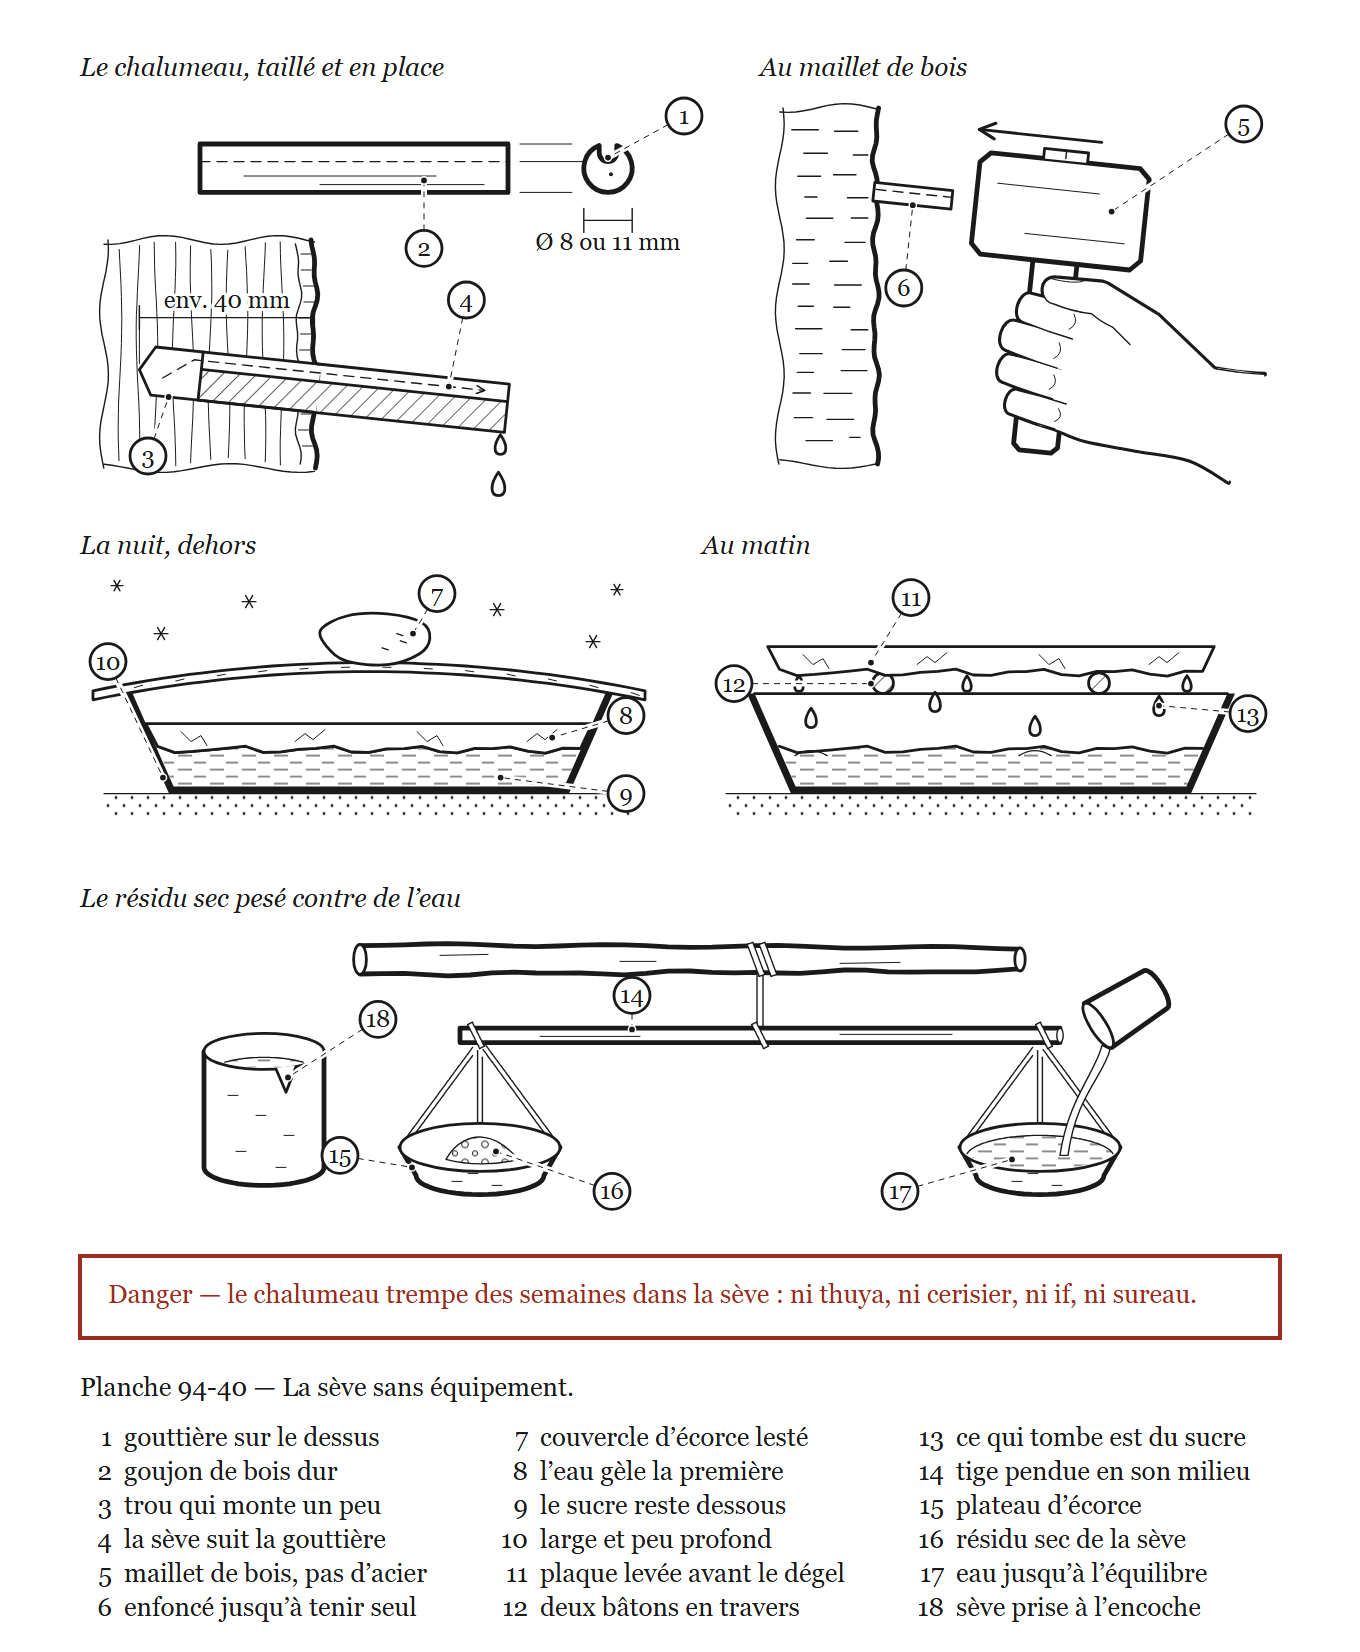 Le chalumeau, taillé et en place
Au maillet de bois
1
5
2
Ø 8 ou 11 mm
6
env. 40 mm
4
3
La nuit, dehors
Au matin
7
11
10
12
8
13
9
Le résidu sec pesé contre de l’eau
14
18
15
16
17
Danger — le chalumeau trempe des semaines dans la sève : ni thuya, ni cerisier, ni if, ni sureau.
Planche 94-40 — La sève sans équipement.
1 gouttière sur le dessus
2 goujon de bois dur
3 trou qui monte un peu
4 la sève suit la gouttière
5 maillet de bois, pas d’acier
6 enfoncé jusqu’à tenir seul
7 couvercle d’écorce lesté
8 l’eau gèle la première
9 le sucre reste dessous
10 large et peu profond
11 plaque levée avant le dégel
12 deux bâtons en travers
13 ce qui tombe est du sucre
14 tige pendue en son milieu
15 plateau d’écorce
16 résidu sec de la sève
17 eau jusqu’à l’équilibre
18 sève prise à l’encoche